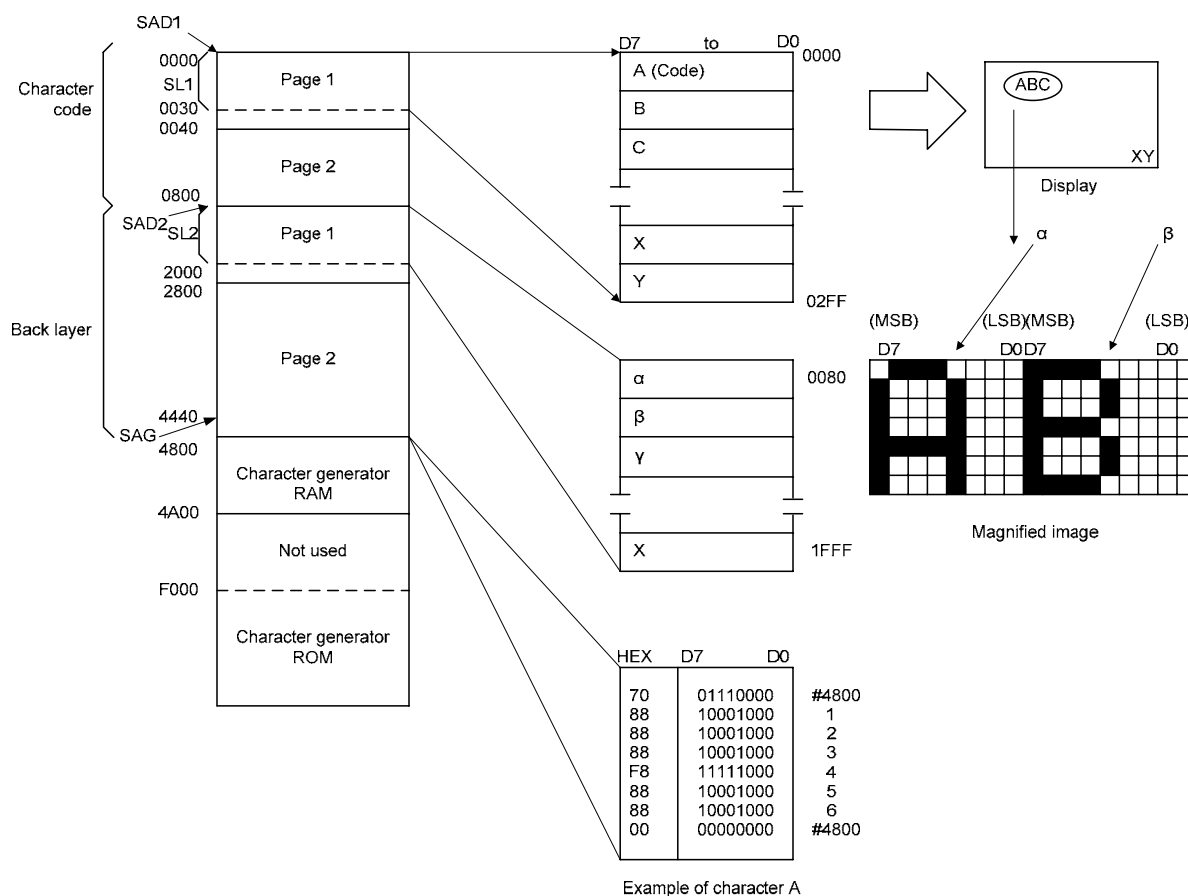 SAD1
Character
code
0000
SL1
0030
0040
Page 1
Page 2
0800
SAD2
SL2
Page 1
2000
2800
Back layer
Page 2
4440
SAG
4800
Character generator
RAM
4A00
Not used
F000
Character generator
ROM
D7 to D0
0000
A (Code)
B
C
X
Y
02FF
ABC
XY
Display
α
β
0080
α
β
γ
X
1FFF
(MSB) (LSB)(MSB) (LSB)
D7 D0 D7 D0
Magnified image
HEX D7 D0
70 01110000 #4800
88 10001000 1
88 10001000 2
88 10001000 3
F8 11111000 4
88 10001000 5
88 10001000 6
00 00000000 #4800
Example of character A